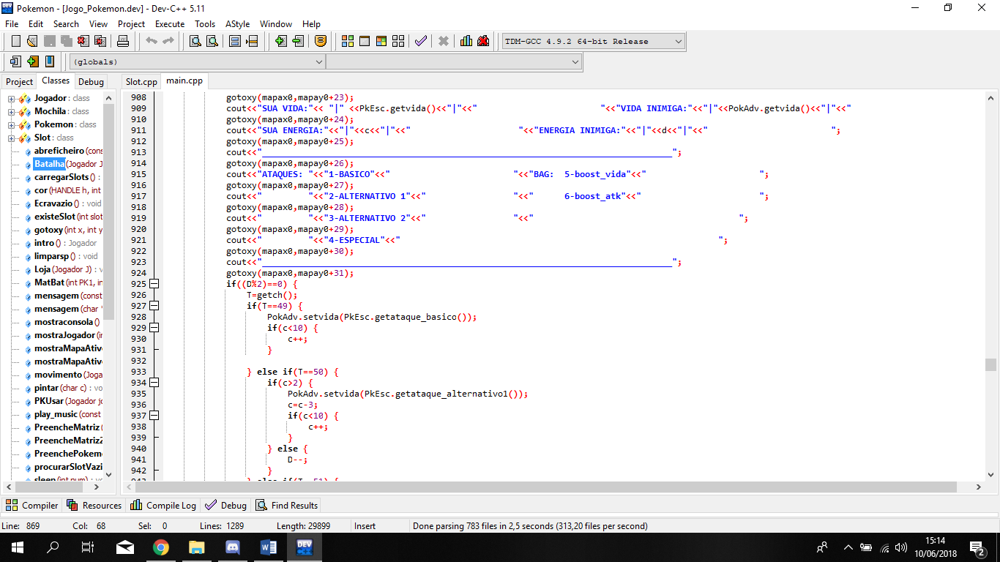 Pokemon - [Jogo_Pokemon.dev] - Dev-C++ 5.11
File Edit Search View Project Execute Tools AStyle Window Help
TDM-GCC 4.9.2 64-bit Release
(globals)
Project Classes Debug
Slot.cpp main.cpp
Jogador : class
Mochila : class
Pokemon : class
Slot : class
abreficheiro (cons
Batalha (Jogador J
carregarSlots () :
cor (HANDLE h, int
Ecravazio () : void
existeSlot (int slot
gotoxy (int x, int y
intro () : Jogador
limparsp () : void
Loja (Jogador J) : v
MatBat (int PK1, in
mensagem (const
mensagem (char *
mostraconsola ()
mostraJogador (in
mostraMapaAtiv
mostraMapaAtiv
movimento (Joga
pintar (char c) : vo
PKUsar (Jogador jo
play_music (const
PreencheMatriz (
PreencheMatriz2
PreenchePokem
procurarSlotVazi
sleep (int num) : vo
908 gotoxy(mapax0,mapay0+23);
909 cout<<"SUA VIDA:"<< "|" <<PkEsc.getvida()<<"|"<<" "<<"VIDA INIMIGA:"<<"|"<<PokAdv.getvida()<<"|"<<"
910 gotoxy(mapax0,mapay0+24);
911 cout<<"SUA ENERGIA:"<<"|"<<c<<"|"<<" "<<"ENERGIA INIMIGA:"<<"|"<<d<<"|"<<" ";
912 gotoxy(mapax0,mapay0+25);
913 cout<<"________________________________________________________________________________";
914 gotoxy(mapax0,mapay0+26);
915 cout<<"ATAQUES: "<<"1-BASICO"<<" "<<"BAG: 5-boost_vida"<<" ";
916 gotoxy(mapax0,mapay0+27);
917 cout<<" "<<"2-ALTERNATIVO 1"<<" "<<" 6-boost_atk"<<" ";
918 gotoxy(mapax0,mapay0+28);
919 cout<<" "<<"3-ALTERNATIVO 2"<<" "<<" ";
920 gotoxy(mapax0,mapay0+29);
921 cout<<" "<<"4-ESPECIAL"<<" ";
922 gotoxy(mapax0,mapay0+30);
923 cout<<"________________________________________________________________________________";
924 gotoxy(mapax0,mapay0+31);
925 if((D%2)==0) {
926 T=getch();
927 if(T==49) {
928 PokAdv.setvida(PkEsc.getataque_basico());
929 if(c<10) {
930 c++;
931 }
932
933 } else if(T==50) {
934 if(c>2) {
935 PokAdv.setvida(PkEsc.getataque_alternativo1());
936 c=c-3;
937 if(c<10) {
938 c++;
939 }
940 } else {
941 D--;
942 }
943 } else if(T==51) {
Compiler Resources Compile Log Debug Find Results
Line: 869 Col: 68 Sel: 0 Lines: 1289 Length: 29899 Insert Done parsing 783 files in 2,5 seconds (313,20 files per second)
15:14
10/06/2018
2